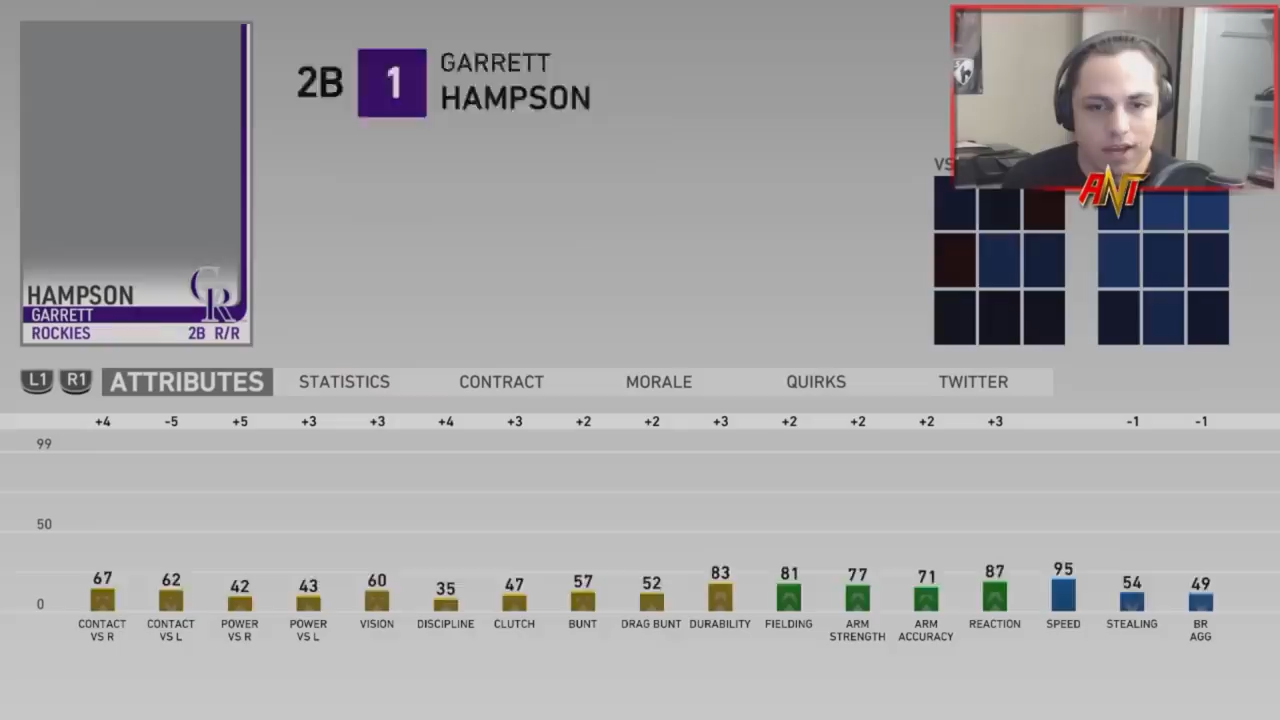 2B 1 GARRETT
HAMPSON
VS
ANT
HAMPSON
GARRETT
ROCKIES 2B R/R
CR
L1 R1 ATTRIBUTES STATISTICS CONTRACT MORALE QUIRKS TWITTER
+4 -5 +5 +3 +3 +4 +3 +2 +2 +3 +2 +2 +2 +3 -1 -1
99
50
0
67 62 42 43 60 35 47 57 52 83 81 77 71 87 95 54 49
CONTACT VS R CONTACT VS L POWER VS R POWER VS L VISION DISCIPLINE CLUTCH BUNT DRAG BUNT DURABILITY FIELDING ARM STRENGTH ARM ACCURACY REACTION SPEED STEALING BR AGG